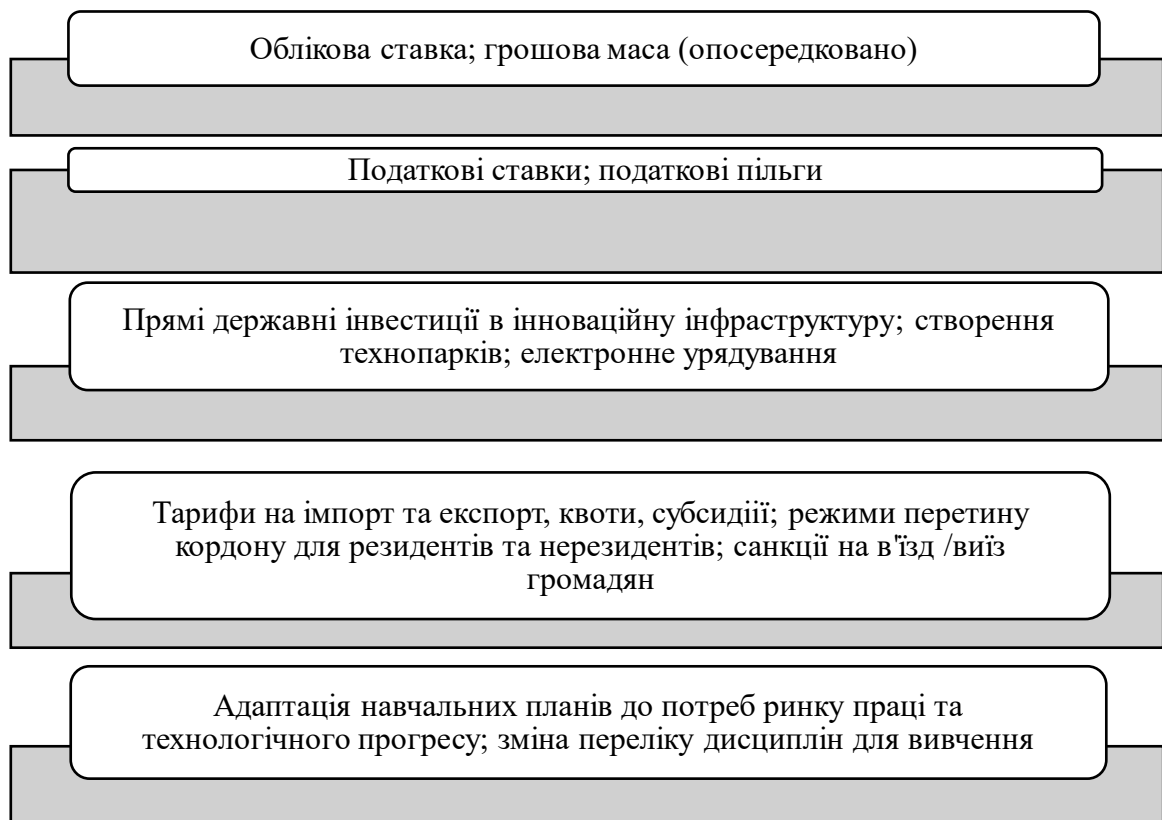 Облікова ставка; грошова маса (опосередковано)
Податкові ставки; податкові пільги
Прямі державні інвестиції в інноваційну інфраструктуру; створення
технопарків; електронне урядування
Тарифи на імпорт та експорт, квоти, субсидіії; режими перетину
кордону для резидентів та нерезидентів; санкції на в'їзд /виїз
громадян
Адаптація навчальних планів до потреб ринку праці та
технологічного прогресу; зміна переліку дисциплін для вивчення